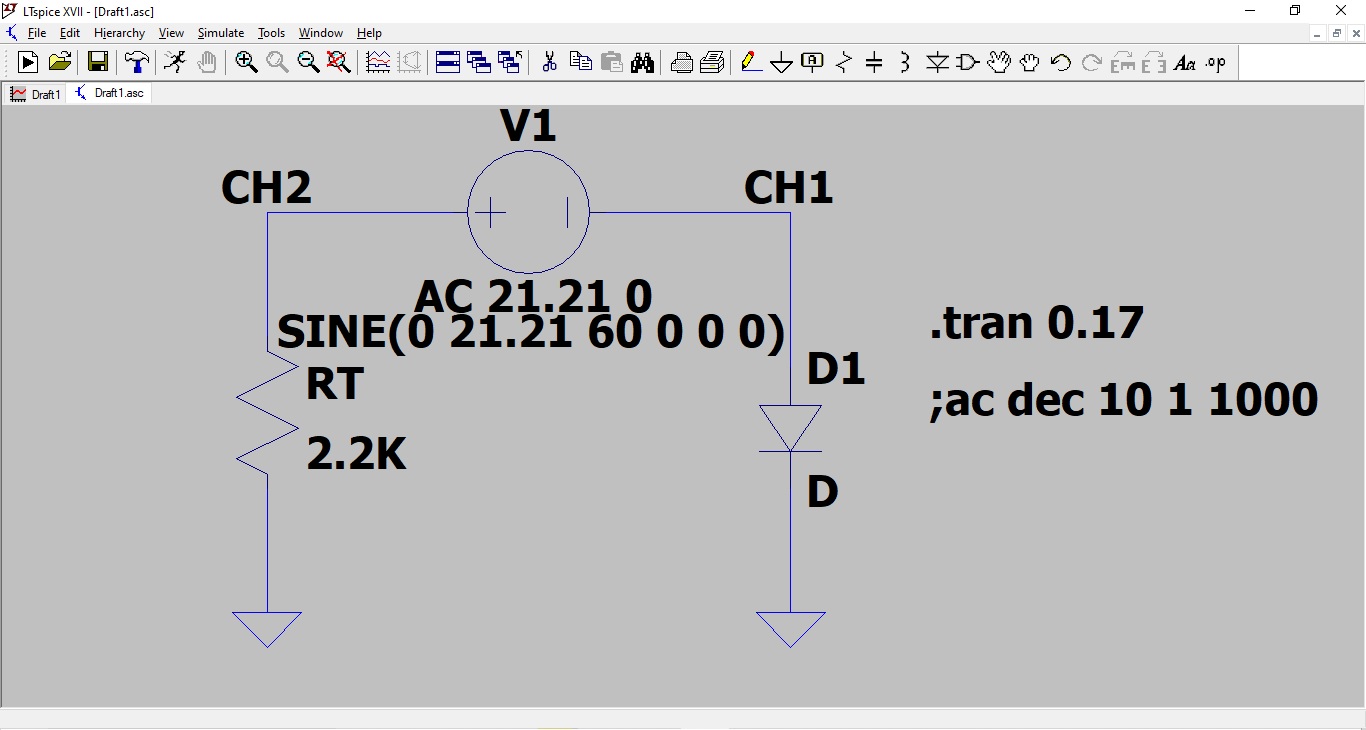 LTspice XVII - [Draft1.asc]
File Edit Hierarchy View Simulate Tools Window Help
Draft1 Draft1.asc
V1
CH2 CH1
AC 21.21 0
SINE(0 21.21 60 0 0 0)
.tran 0.17
RT
D1
;ac dec 10 1 1000
2.2K
D